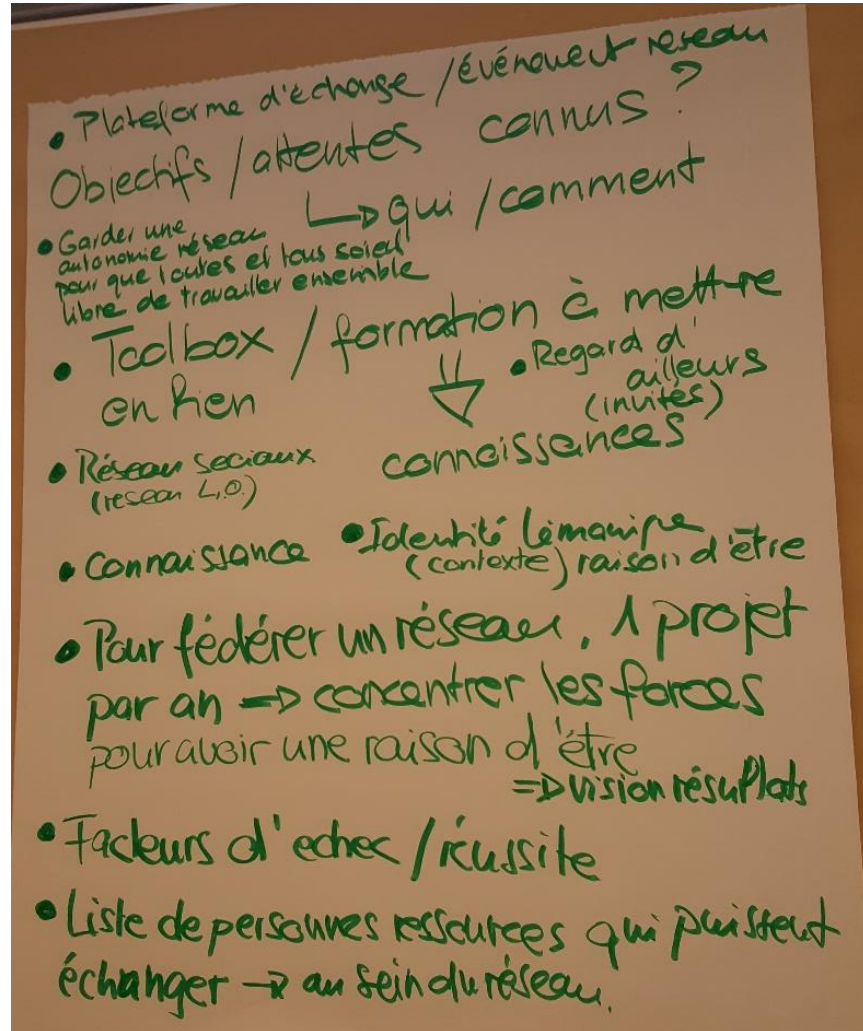 • Plateforme d'échange / événement réseau
Objectifs / attentes connus ?
↳ qui / comment
• Garder une
autonomie réseau
pour que toutes et tous soient
libre de travailler ensemble
• Toolbox / formation à mettre
en lien
⇓
connaissances
• Regard d'
ailleurs
(invités)
• Réseau sociaux
(reseau L.O.)
• Connaissance
• Identité lémanique
(contexte) raison d'être
• Pour fédérer un réseau, 1 projet
par an => concentrer les forces
pour avoir une raison d'être
=> vision résultats
• Facteurs d'echec / réussite
• Liste de personnes ressources qui puissent
échanger → au sein du réseau.